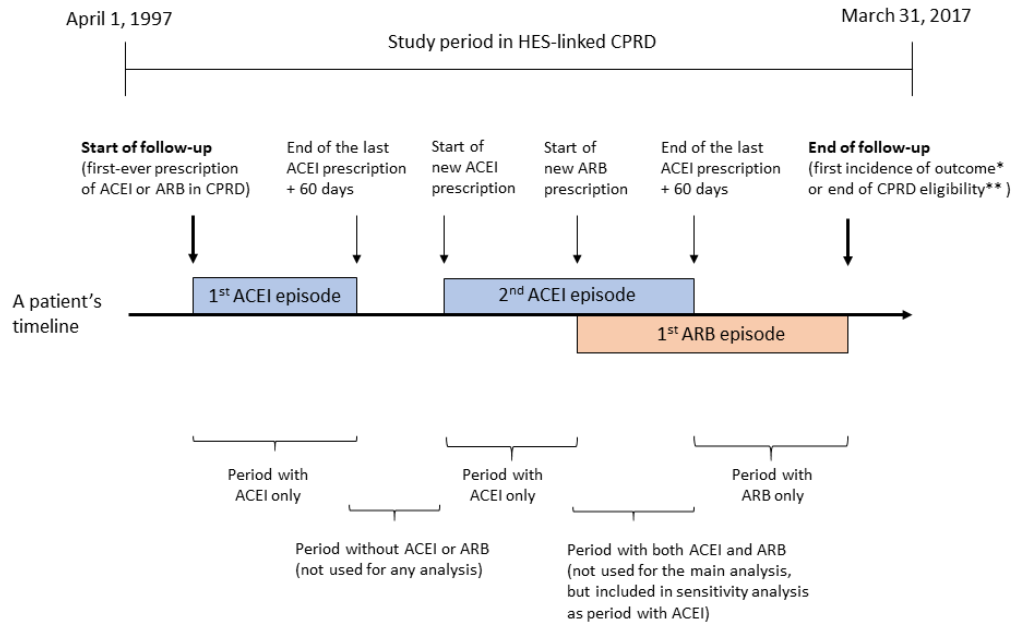 April 1, 1997
March 31, 2017
Study period in HES-linked CPRD
Start of follow-up
(first-ever prescription
of ACEI or ARB in CPRD)
End of the last
ACEI prescription
+ 60 days
Start of
new ACEI
prescription
Start of
new ARB
prescription
End of the last
ACEI prescription
+ 60 days
End of follow-up
(first incidence of outcome*
or end of CPRD eligibility** )
A patient's
timeline
1st ACEI episode
2nd ACEI episode
1st ARB episode
Period with
ACEI only
Period with
ACEI only
Period with
ARB only
Period without ACEI or ARB
(not used for any analysis)
Period with both ACEI and ARB
(not used for the main analysis,
but included in sensitivity analysis
as period with ACEI)